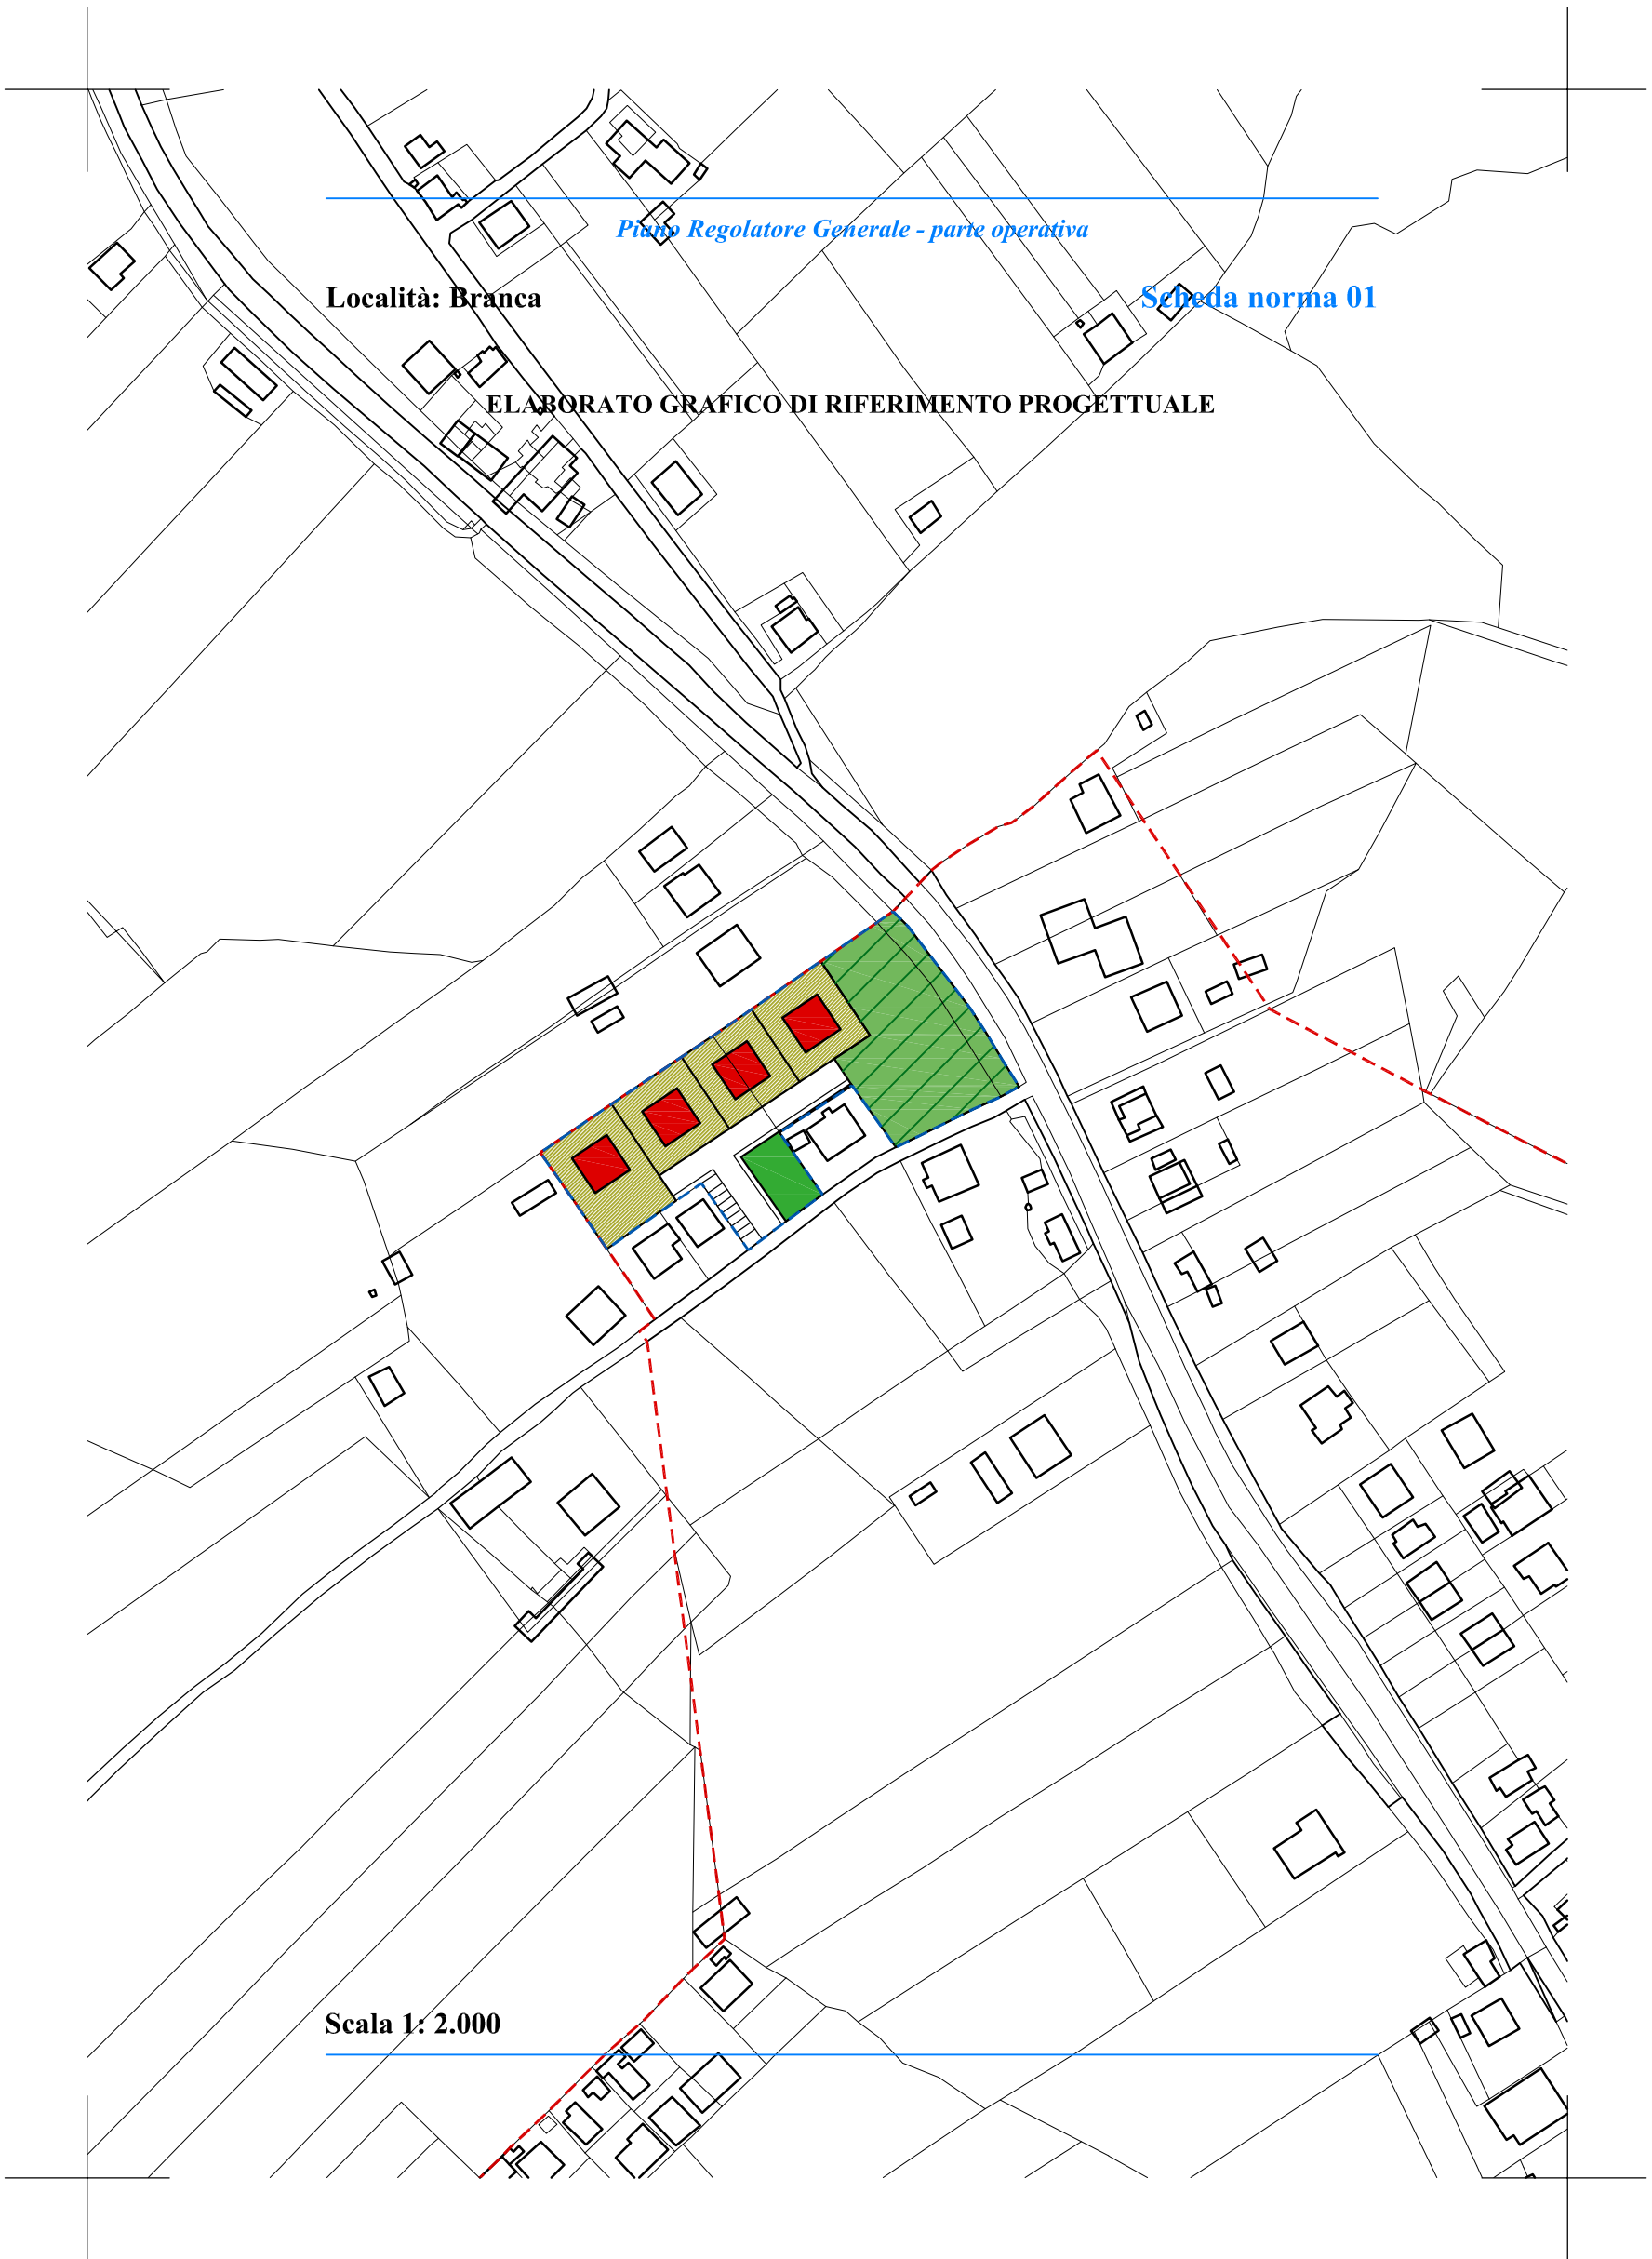 Piano Regolatore Generale - parte operativa
Località: Branca
Scheda norma 01
ELABORATO GRAFICO DI RIFERIMENTO PROGETTUALE
Scala 1: 2.000